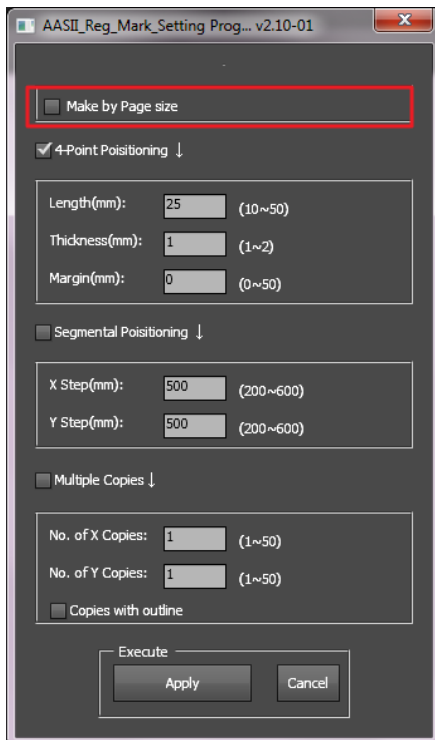 AASII_Reg_Mark_Setting Prog... v2.10-01
Make by Page size
4-Point Poisitioning ↓
Length(mm): 25 (10~50)
Thickness(mm): 1 (1~2)
Margin(mm): 0 (0~50)
Segmental Poisitioning ↓
X Step(mm): 500 (200~600)
Y Step(mm): 500 (200~600)
Multiple Copies ↓
No. of X Copies: 1 (1~50)
No. of Y Copies: 1 (1~50)
Copies with outline
Execute
Apply Cancel